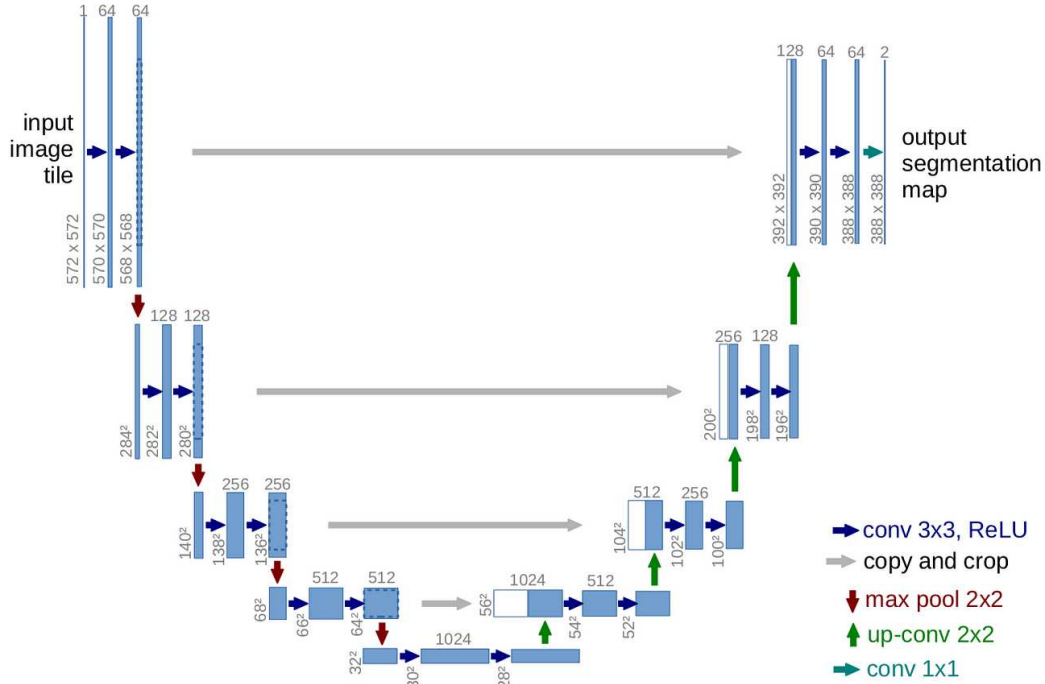 1 64 64
input
image
tile
572 x 572
570 x 570
568 x 568
128 64 64 2
output
segmentation
map
392 x 392
390 x 390
388 x 388
388 x 388
128 128
284²
282²
280²
256 128
200²
198²
196²
256 256
140²
138²
136²
512 256
104²
102²
100²
512 512
68²
66²
64²
1024 512
56²
54²
52²
1024
32²
30²
28²
conv 3x3, ReLU
copy and crop
max pool 2x2
up-conv 2x2
conv 1x1